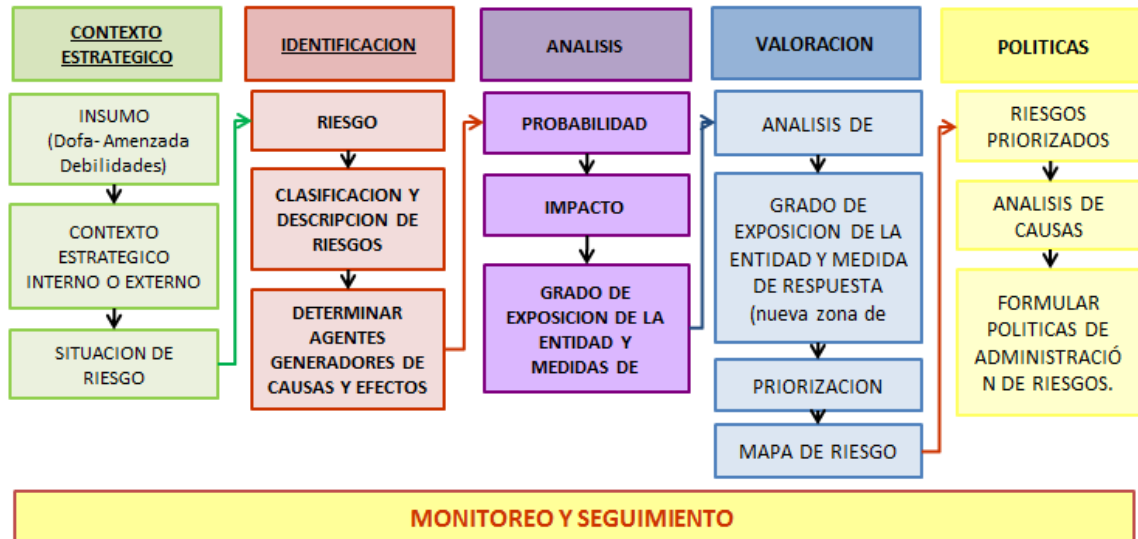 CONTEXTO
ESTRATEGICO
INSUMO
(Dofa- Amenzada
Debilidades)
CONTEXTO
ESTRATEGICO
INTERNO O EXTERNO
SITUACION DE
RIESGO
IDENTIFICACION
RIESGO
CLASIFICACION Y
DESCRIPCION DE
RIESGOS
DETERMINAR
AGENTES
GENERADORES DE
CAUSAS Y EFECTOS
ANALISIS
PROBABILIDAD
IMPACTO
GRADO DE
EXPOSICION DE LA
ENTIDAD Y
MEDIDAS DE
VALORACION
ANALISIS DE
GRADO DE
EXPOSICION DE LA
ENTIDAD Y MEDIDA
DE RESPUESTA
(nueva zona de
PRIORIZACION
MAPA DE RIESGO
POLITICAS
RIESGOS
PRIORIZADOS
ANALISIS DE
CAUSAS
FORMULAR
POLITICAS DE
ADMINISTRACIÓ
N DE RIESGOS.
MONITOREO Y SEGUIMIENTO